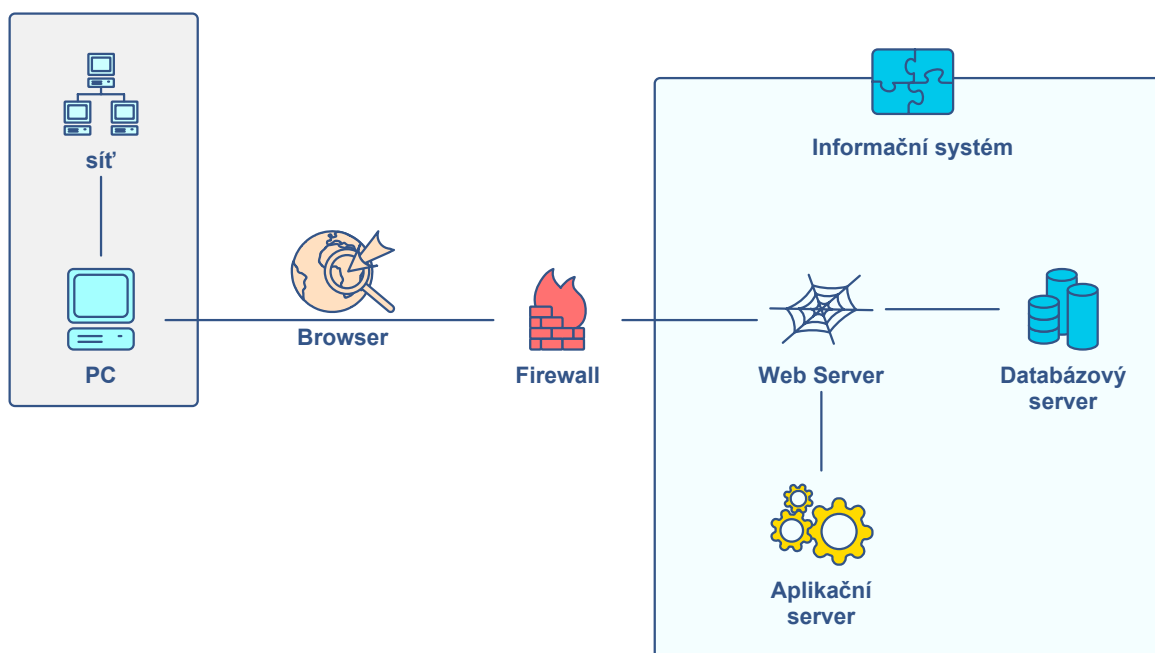 síť
PC
Browser
Firewall
Informační systém
Web Server
Databázový
server
Aplikační
server